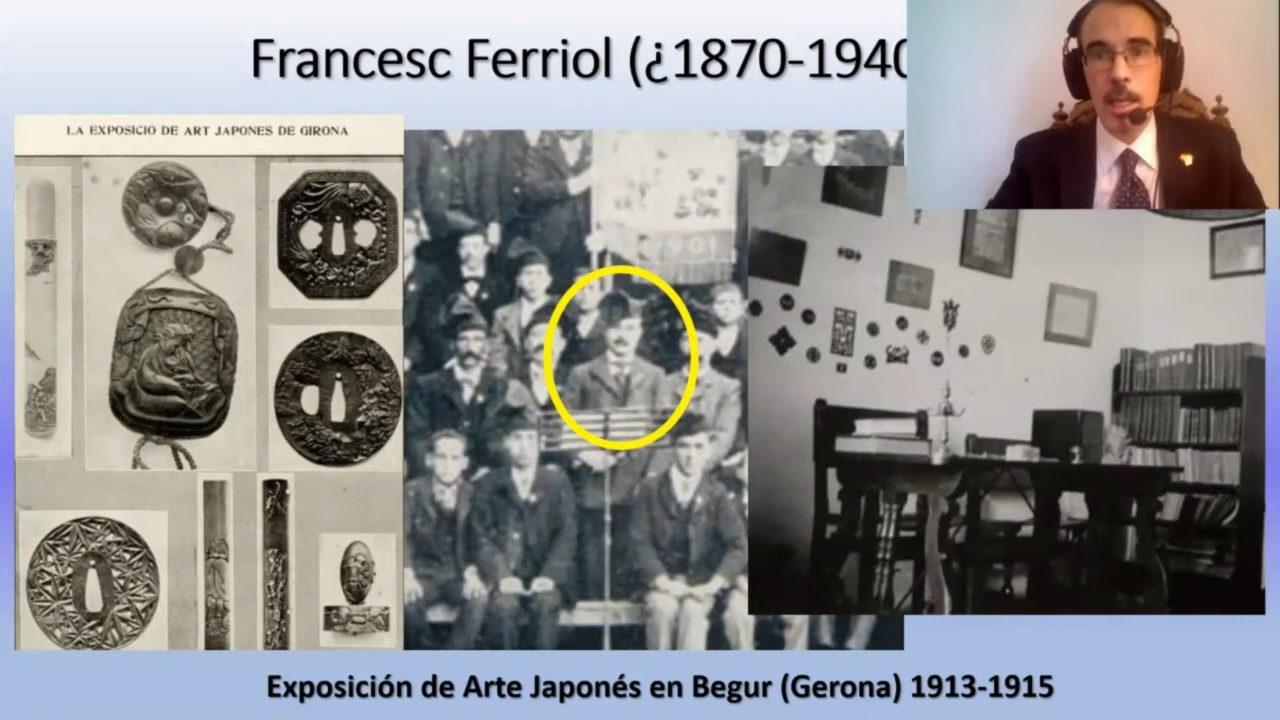 Francesc Ferriol (¿1870-1940
LA EXPOSICIO DE ART JAPONES DE GIRONA
1901
Exposición de Arte Japonés en Begur (Gerona) 1913-1915